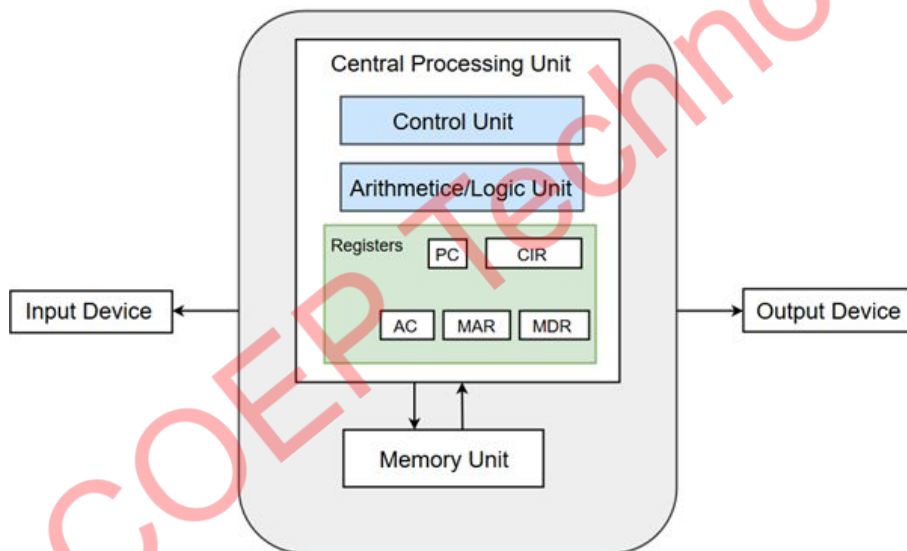 Central Processing Unit
Control Unit
Arithmetice/Logic Unit
Registers
PC
CIR
AC
MAR
MDR
Input Device
Output Device
Memory Unit
COEP Techno